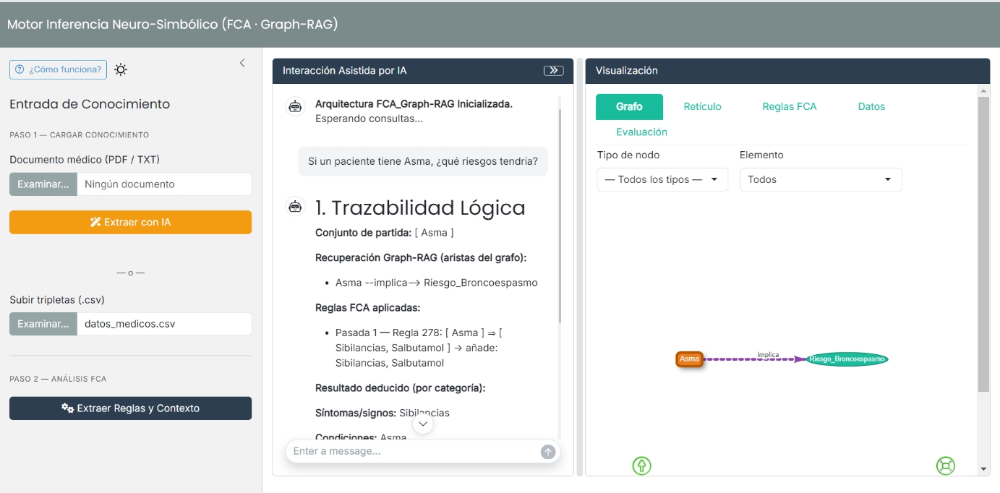 Motor Inferencia Neuro-Simbólico (FCA · Graph-RAG)
¿Cómo funciona?
Entrada de Conocimiento
PASO 1 — CARGAR CONOCIMIENTO
Documento médico (PDF / TXT)
Examinar... Ningún documento
Extraer con IA
— o —
Subir tripletas (.csv)
Examinar... datos_medicos.csv
PASO 2 — ANÁLISIS FCA
Extraer Reglas y Contexto
Interacción Asistida por IA
Arquitectura FCA_Graph-RAG Inicializada.
Esperando consultas...
Si un paciente tiene Asma, ¿qué riesgos tendría?
1. Trazabilidad Lógica
Conjunto de partida: [ Asma ]
Recuperación Graph-RAG (aristas del grafo):
• Asma --implica--> Riesgo_Broncoespasmo
Reglas FCA aplicadas:
• Pasada 1 — Regla 278: [ Asma ] ⇒ [
Sibilancias, Salbutamol ] → añade:
Sibilancias, Salbutamol
Resultado deducido (por categoría):
Síntomas/signos: Sibilancias
Condiciones: Asma
Enter a message...
Visualización
Grafo Retículo Reglas FCA Datos
Evaluación
Tipo de nodo Elemento
— Todos los tipos — Todos
Asma implica Riesgo_Broncoespasmo